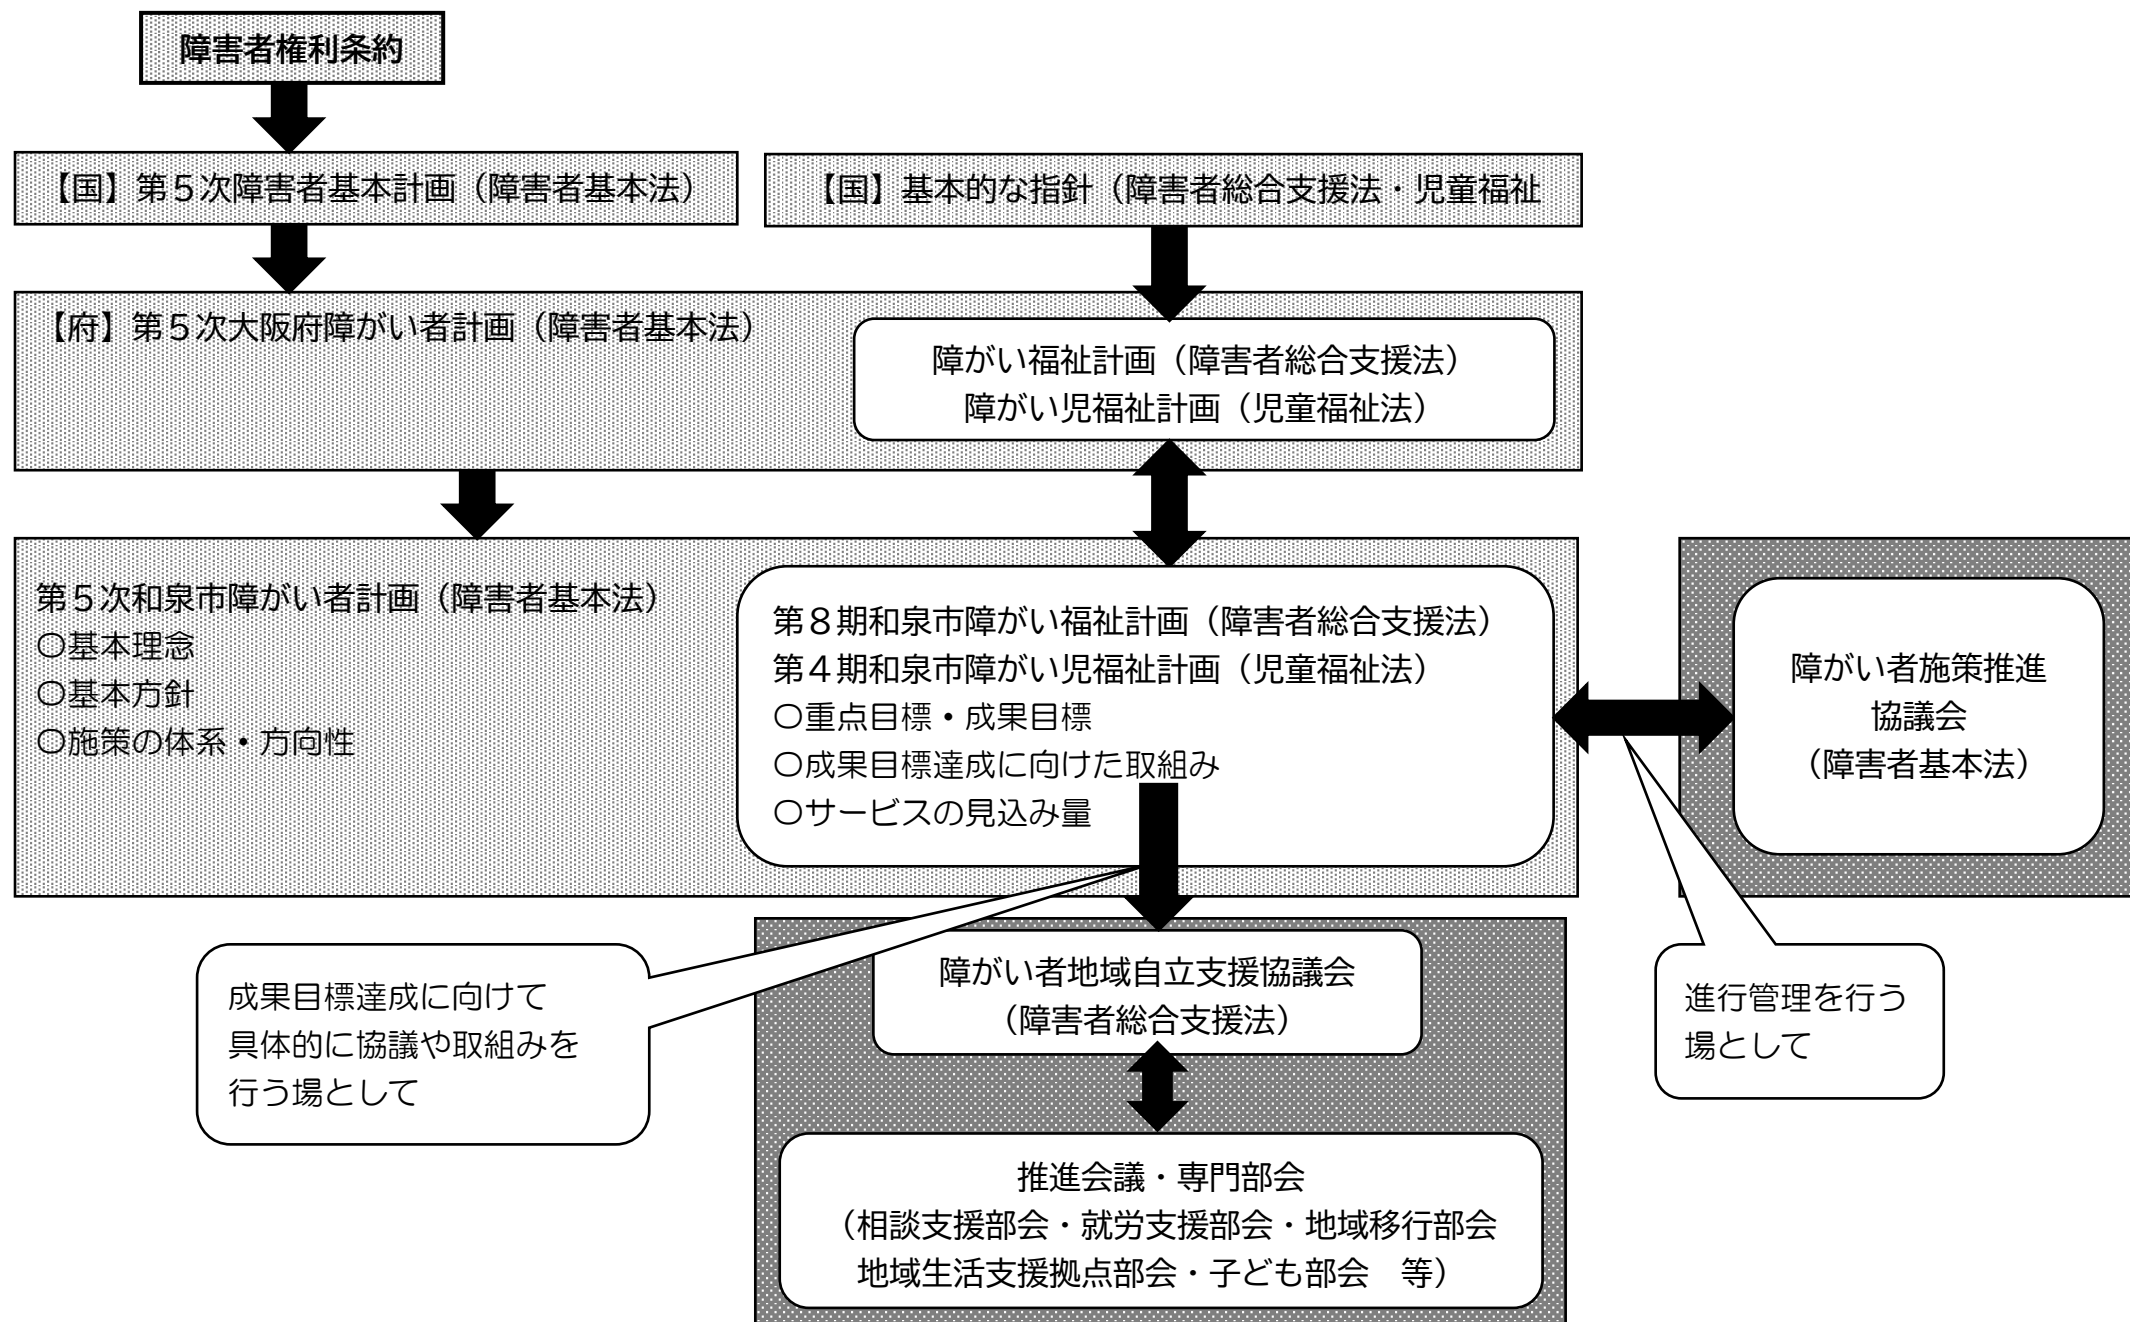 障害者権利条約
【国】第５次障害者基本計画（障害者基本法）
【国】基本的な指針（障害者総合支援法・児童福祉
【府】第５次大阪府障がい者計画（障害者基本法）
障がい福祉計画（障害者総合支援法）
障がい児福祉計画（児童福祉法）
第５次和泉市障がい者計画（障害者基本法）
〇基本理念
〇基本方針
〇施策の体系・方向性
第８期和泉市障がい福祉計画（障害者総合支援法）
第４期和泉市障がい児福祉計画（児童福祉法）
〇重点目標・成果目標
〇成果目標達成に向けた取組み
〇サービスの見込み量
障がい者施策推進
協議会
（障害者基本法）
成果目標達成に向けて
具体的に協議や取組みを
行う場として
障がい者地域自立支援協議会
（障害者総合支援法）
進行管理を行う
場として
推進会議・専門部会
（相談支援部会・就労支援部会・地域移行部会
地域生活支援拠点部会・子ども部会　等）